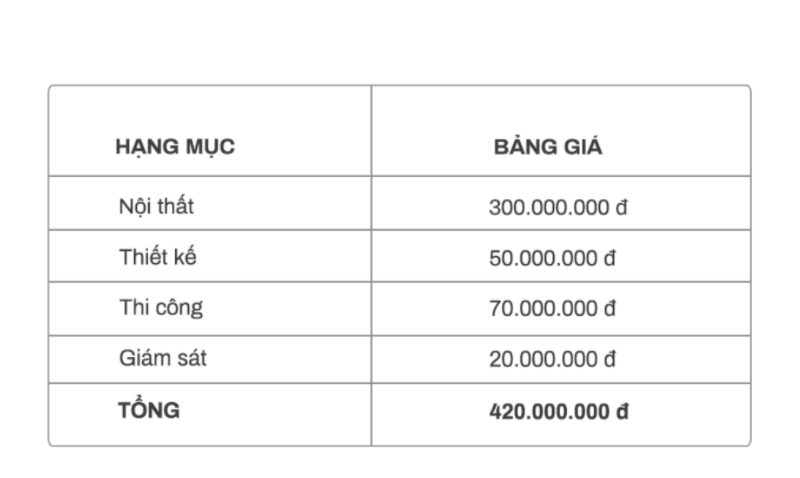 HẠNG MỤC BẢNG GIÁ
Nội thất 300.000.000 đ
Thiết kế 50.000.000 đ
Thi công 70.000.000 đ
Giám sát 20.000.000 đ
TỔNG 420.000.000 đ